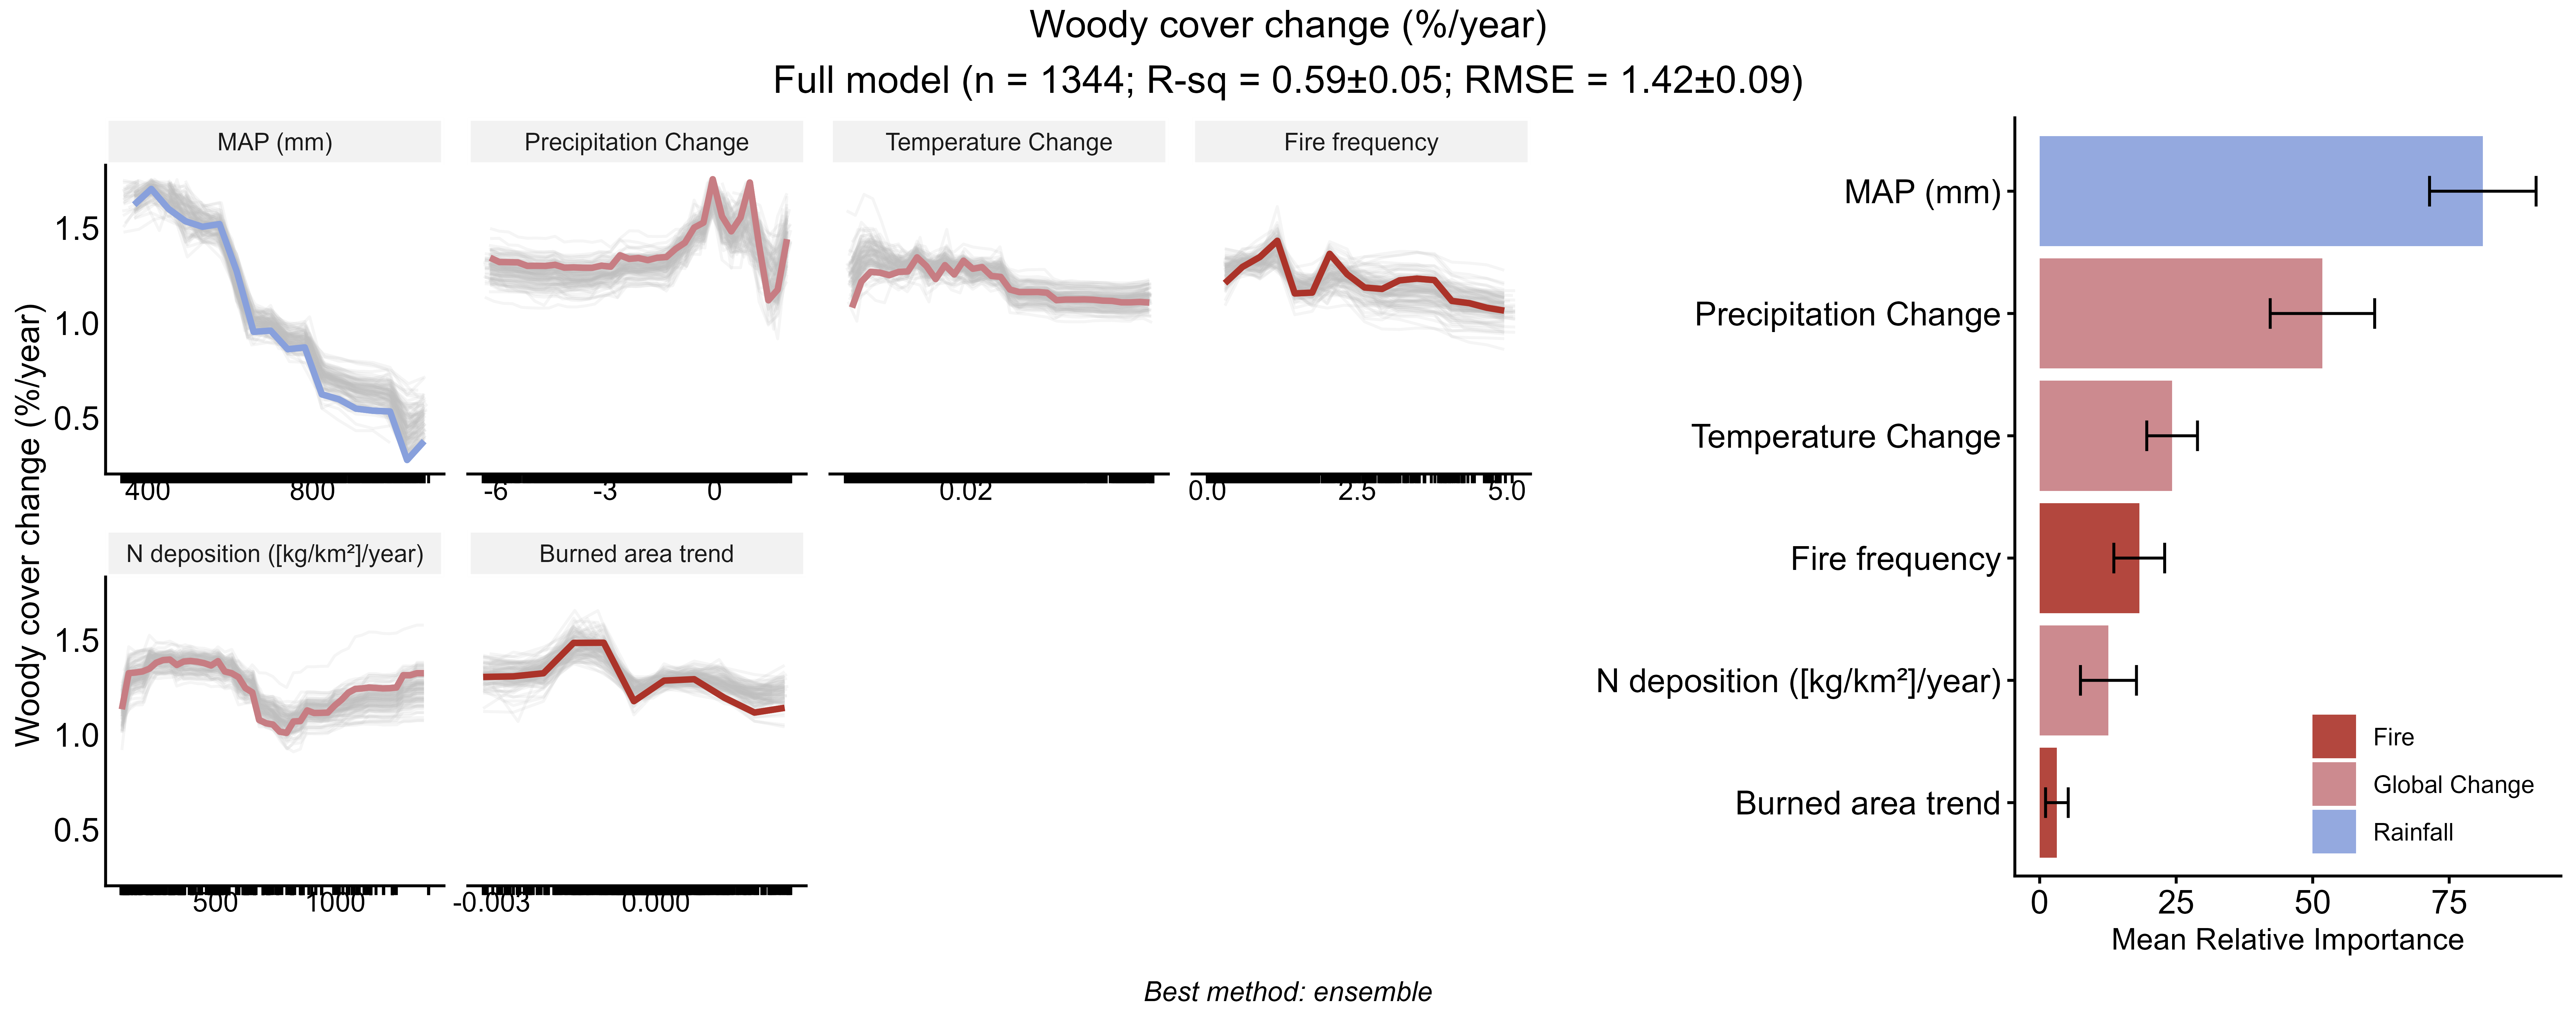 Woody cover change (%/year)
Full model (n = 1344; R-sq = 0.59±0.05; RMSE = 1.42±0.09)
Woody cover change (%/year)
MAP (mm)
Precipitation Change
Temperature Change
Fire frequency
1.5
1.0
0.5
400 800
-6 -3 0
0.02
0.0 2.5 5.0
N deposition ([kg/km²]/year)
Burned area trend
1.5
1.0
0.5
500 1000
-0.003 0.000
MAP (mm)
Precipitation Change
Temperature Change
Fire frequency
N deposition ([kg/km²]/year)
Burned area trend
Fire
Global Change
Rainfall
0 25 50 75
Mean Relative Importance
Best method: ensemble